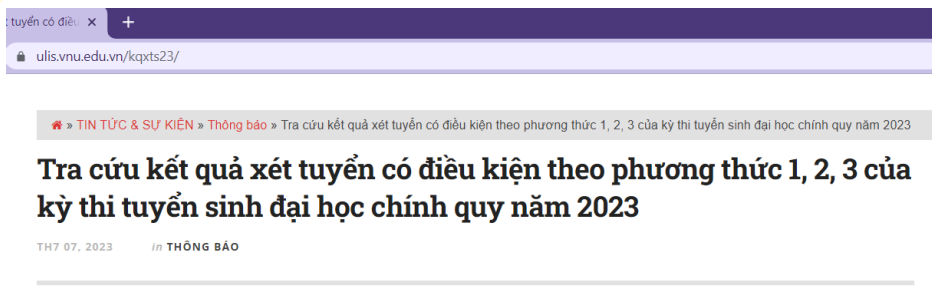 tuyển có điều
ulis.vnu.edu.vn/kqxts23/
» TIN TỨC & SỰ KIỆN » Thông báo » Tra cứu kết quả xét tuyển có điều kiện theo phương thức 1, 2, 3 của kỳ thi tuyển sinh đại học chính quy năm 2023
Tra cứu kết quả xét tuyển có điều kiện theo phương thức 1, 2, 3 của
kỳ thi tuyển sinh đại học chính quy năm 2023
TH7 07, 2023 in THÔNG BÁO